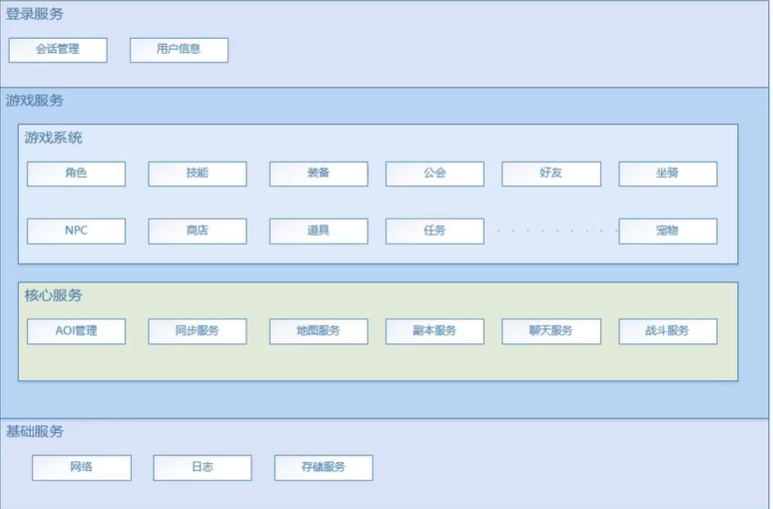 登录服务
会话管理 用户信息
游戏服务
游戏系统
角色 技能 装备 公会 好友 坐骑
NPC 商店 道具 任务 · · · · · · · · · 宠物
核心服务
AOI管理 同步服务 地图服务 副本服务 聊天服务 战斗服务
基础服务
网络 日志 存储服务